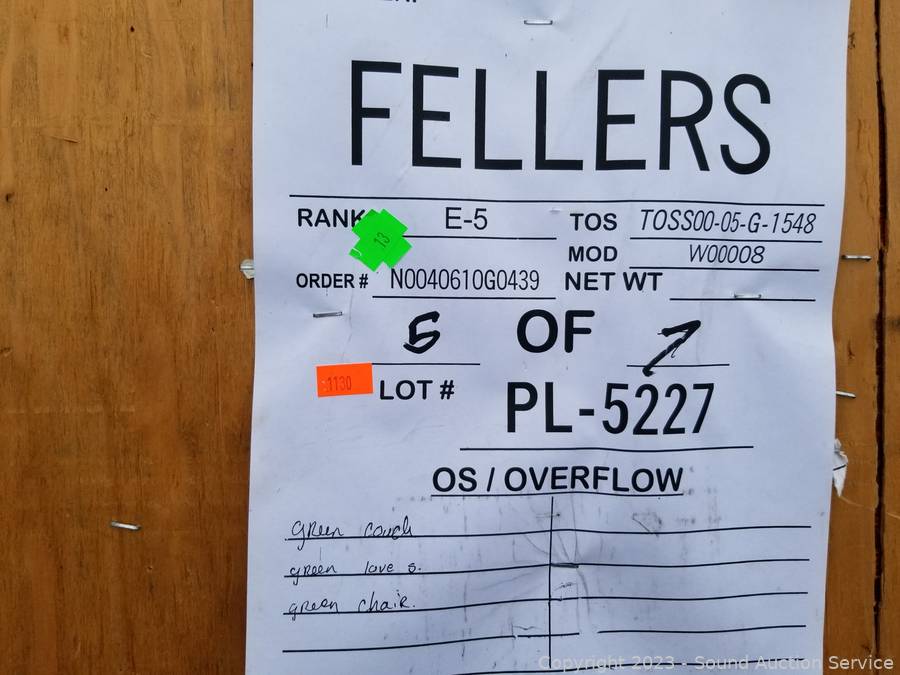 FELLERS
RANK E-5 TOS TOSS00-05-G-1548
13
MOD W00008
ORDER # N0040610G0439 NET WT
5 OF 7
1130
LOT # PL-5227
OS / OVERFLOW
green couch
green love s.
green chair.
Copyright 2023 - Sound Auction Service